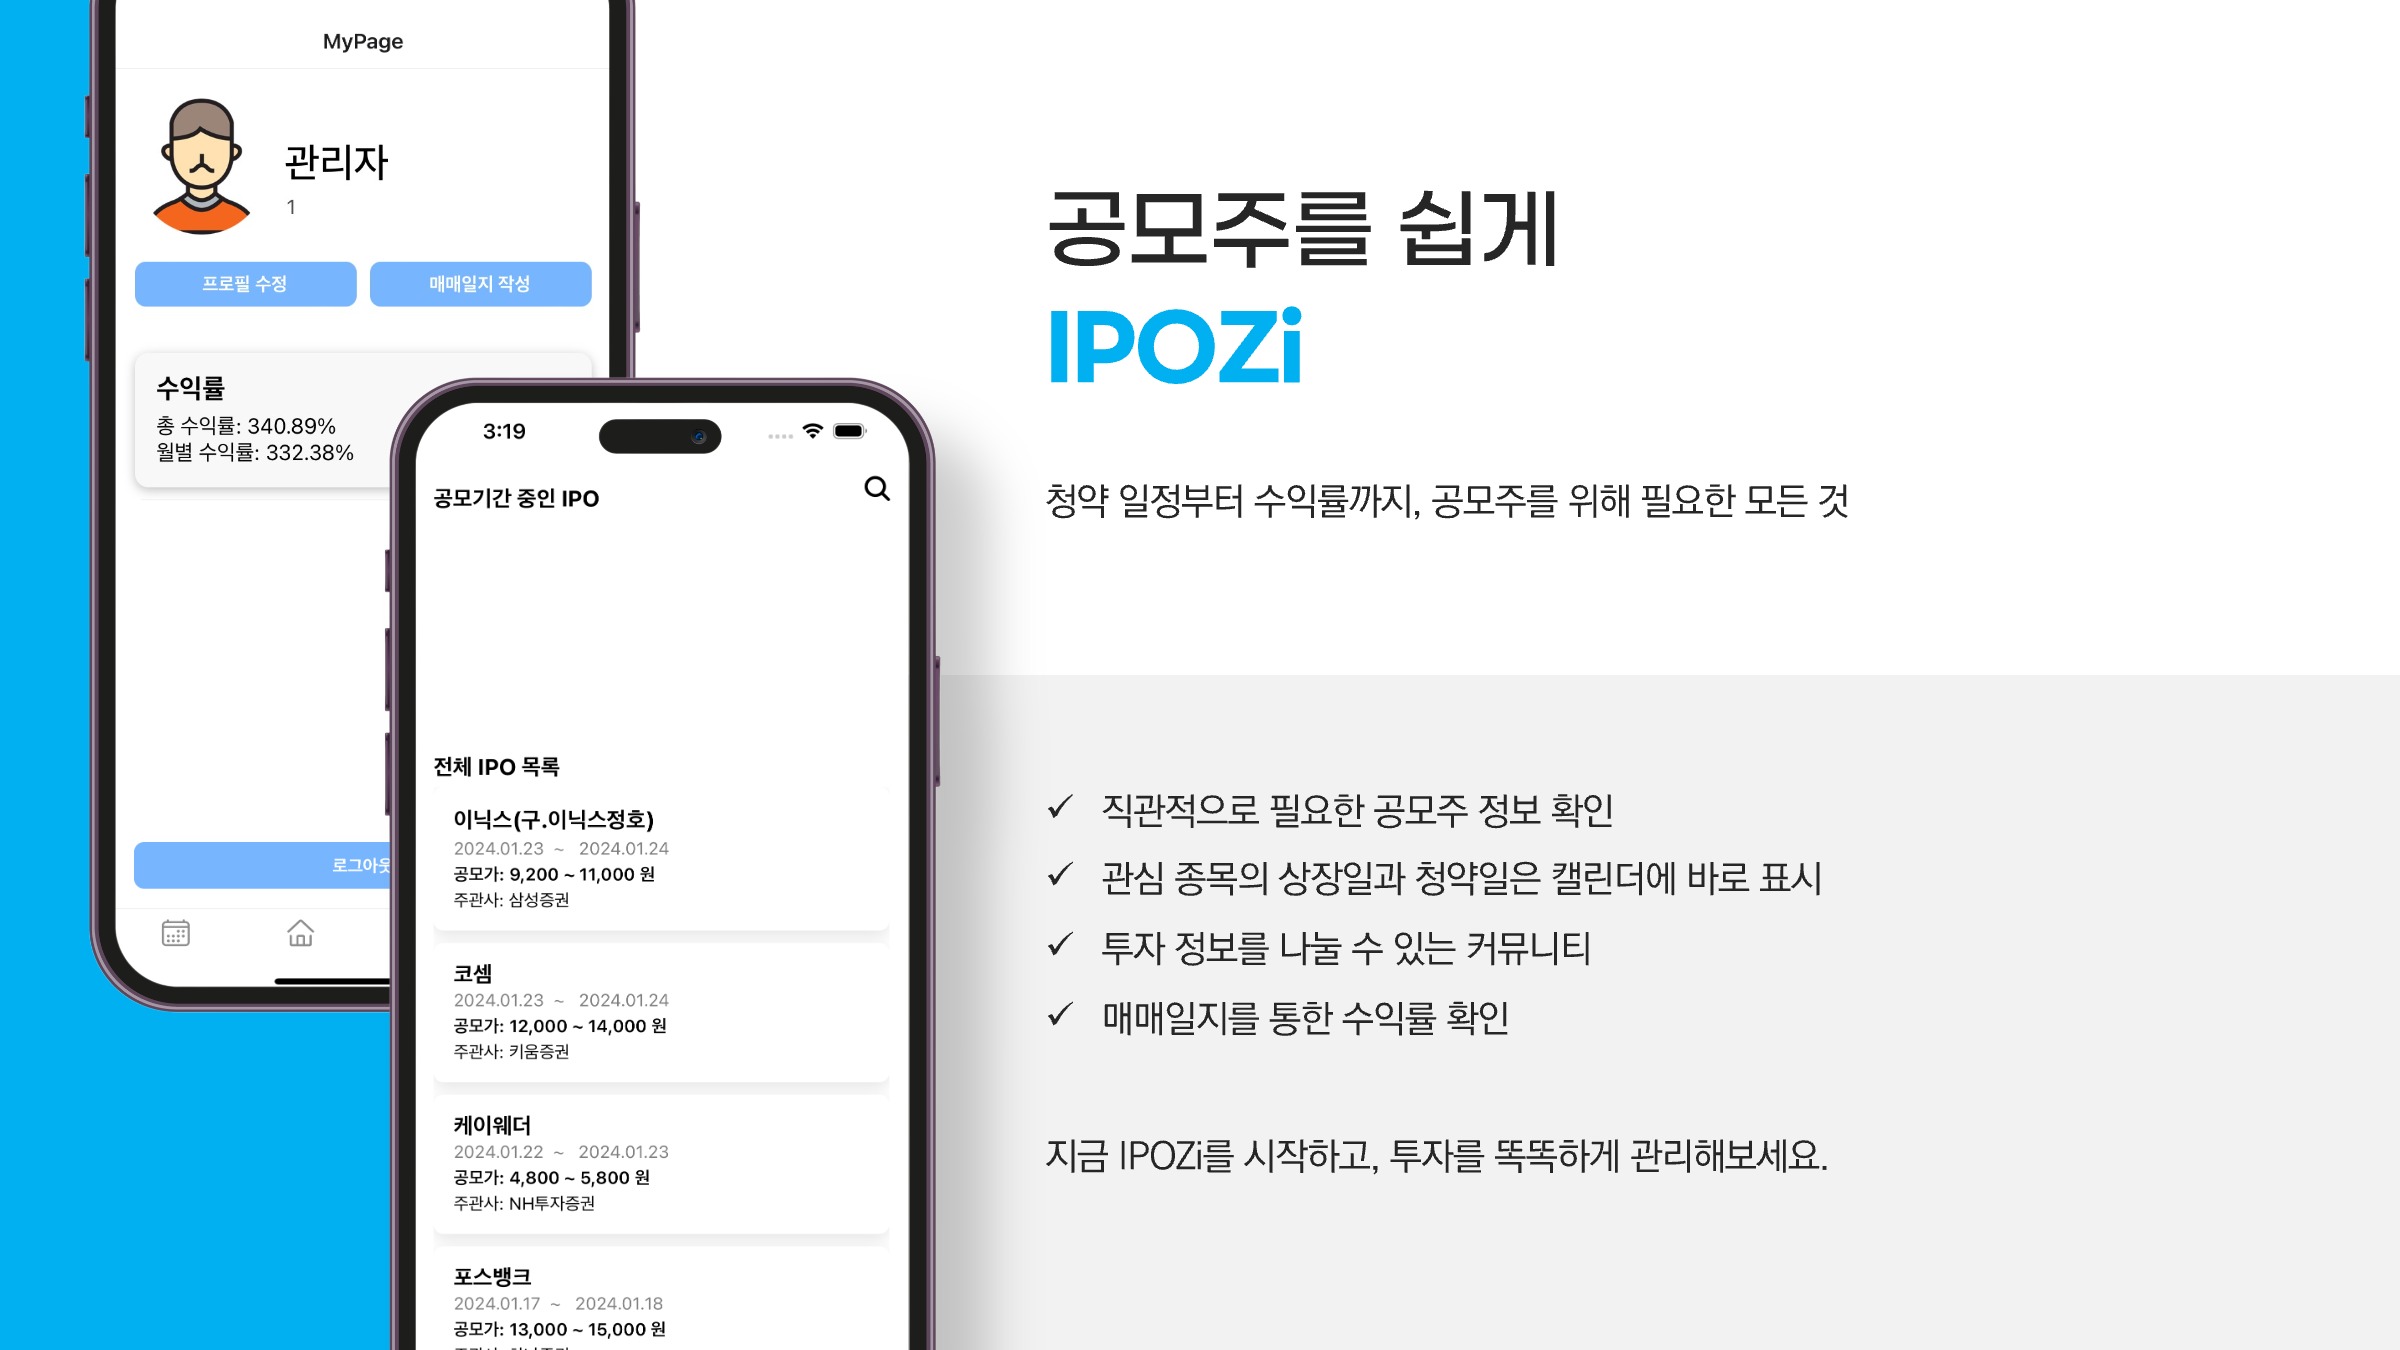 MyPage
관리자
1
프로필 수정
매매일지 작성
수익률
총 수익률: 340.89%
월별 수익률: 332.38%
3:19
공모기간 중인 IPO
전체 IPO 목록
이닉스(구.이닉스정호)
2024.01.23 ~ 2024.01.24
공모가: 9,200 ~ 11,000 원
주관사: 삼성증권
코셈
2024.01.23 ~ 2024.01.24
공모가: 12,000 ~ 14,000 원
주관사: 키움증권
케이웨더
2024.01.22 ~ 2024.01.23
공모가: 4,800 ~ 5,800 원
주관사: NH투자증권
포스뱅크
2024.01.17 ~ 2024.01.18
공모가: 13,000 ~ 15,000 원
공모주를 쉽게
IPOZi
청약 일정부터 수익률까지, 공모주를 위해 필요한 모든 것
✓ 직관적으로 필요한 공모주 정보 확인
✓ 관심 종목의 상장일과 청약일은 캘린더에 바로 표시
✓ 투자 정보를 나눌 수 있는 커뮤니티
✓ 매매일지를 통한 수익률 확인
지금 IPOZi를 시작하고, 투자를 똑똑하게 관리해보세요.